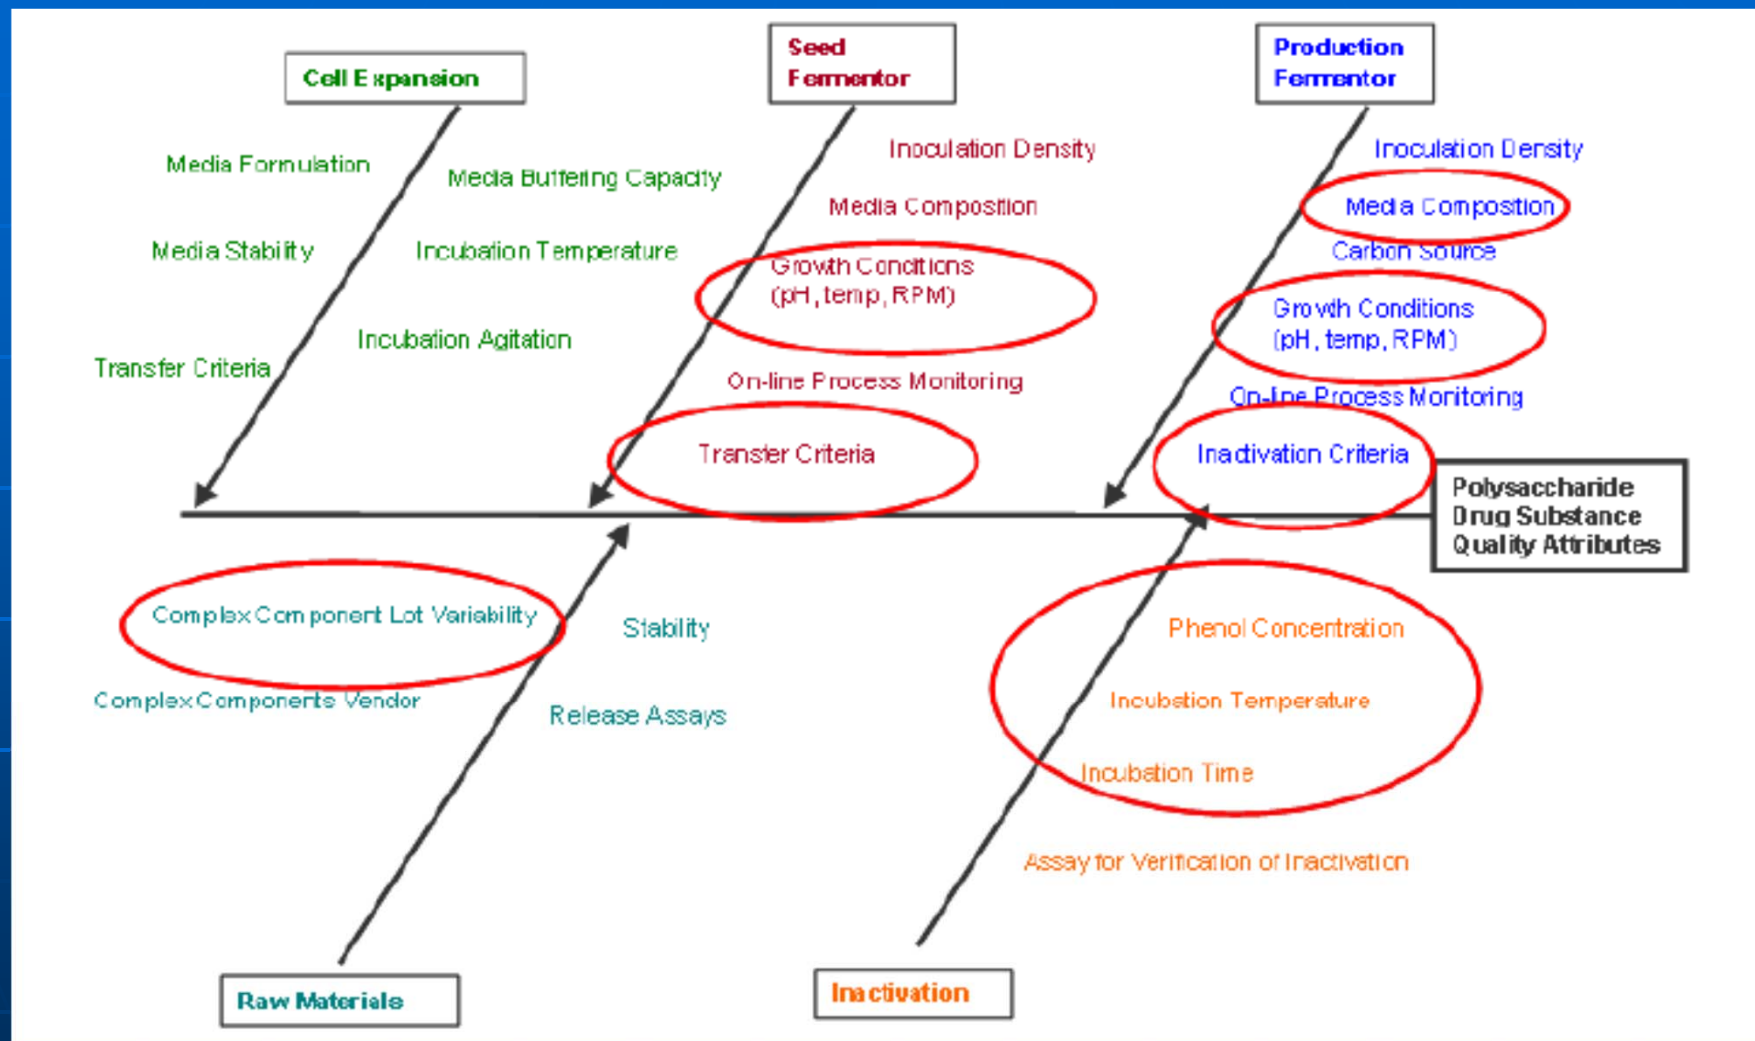 Cell Expansion
Seed
Fermentor
Production
Fermentor
Media Formulation
Media Buffering Capacity
Media Stability
Incubation Temperature
Incubation Agitation
Transfer Criteria
Inoculation Density
Media Composition
Growth Conditions
(pH, temp, RPM)
On-line Process Monitoring
Transfer Criteria
Inoculation Density
Media Composition
Carbon Source
Growth Conditions
(pH, temp, RPM)
On-line Process Monitoring
Inactivation Criteria
Polysaccharide
Drug Substance
Quality Attributes
Complex Component Lot Variability
Stability
Complex Components Vendor
Release Assays
Raw Materials
Phenol Concentration
Incubation Temperature
Incubation Time
Assay for Verification of Inactivation
Inactivation